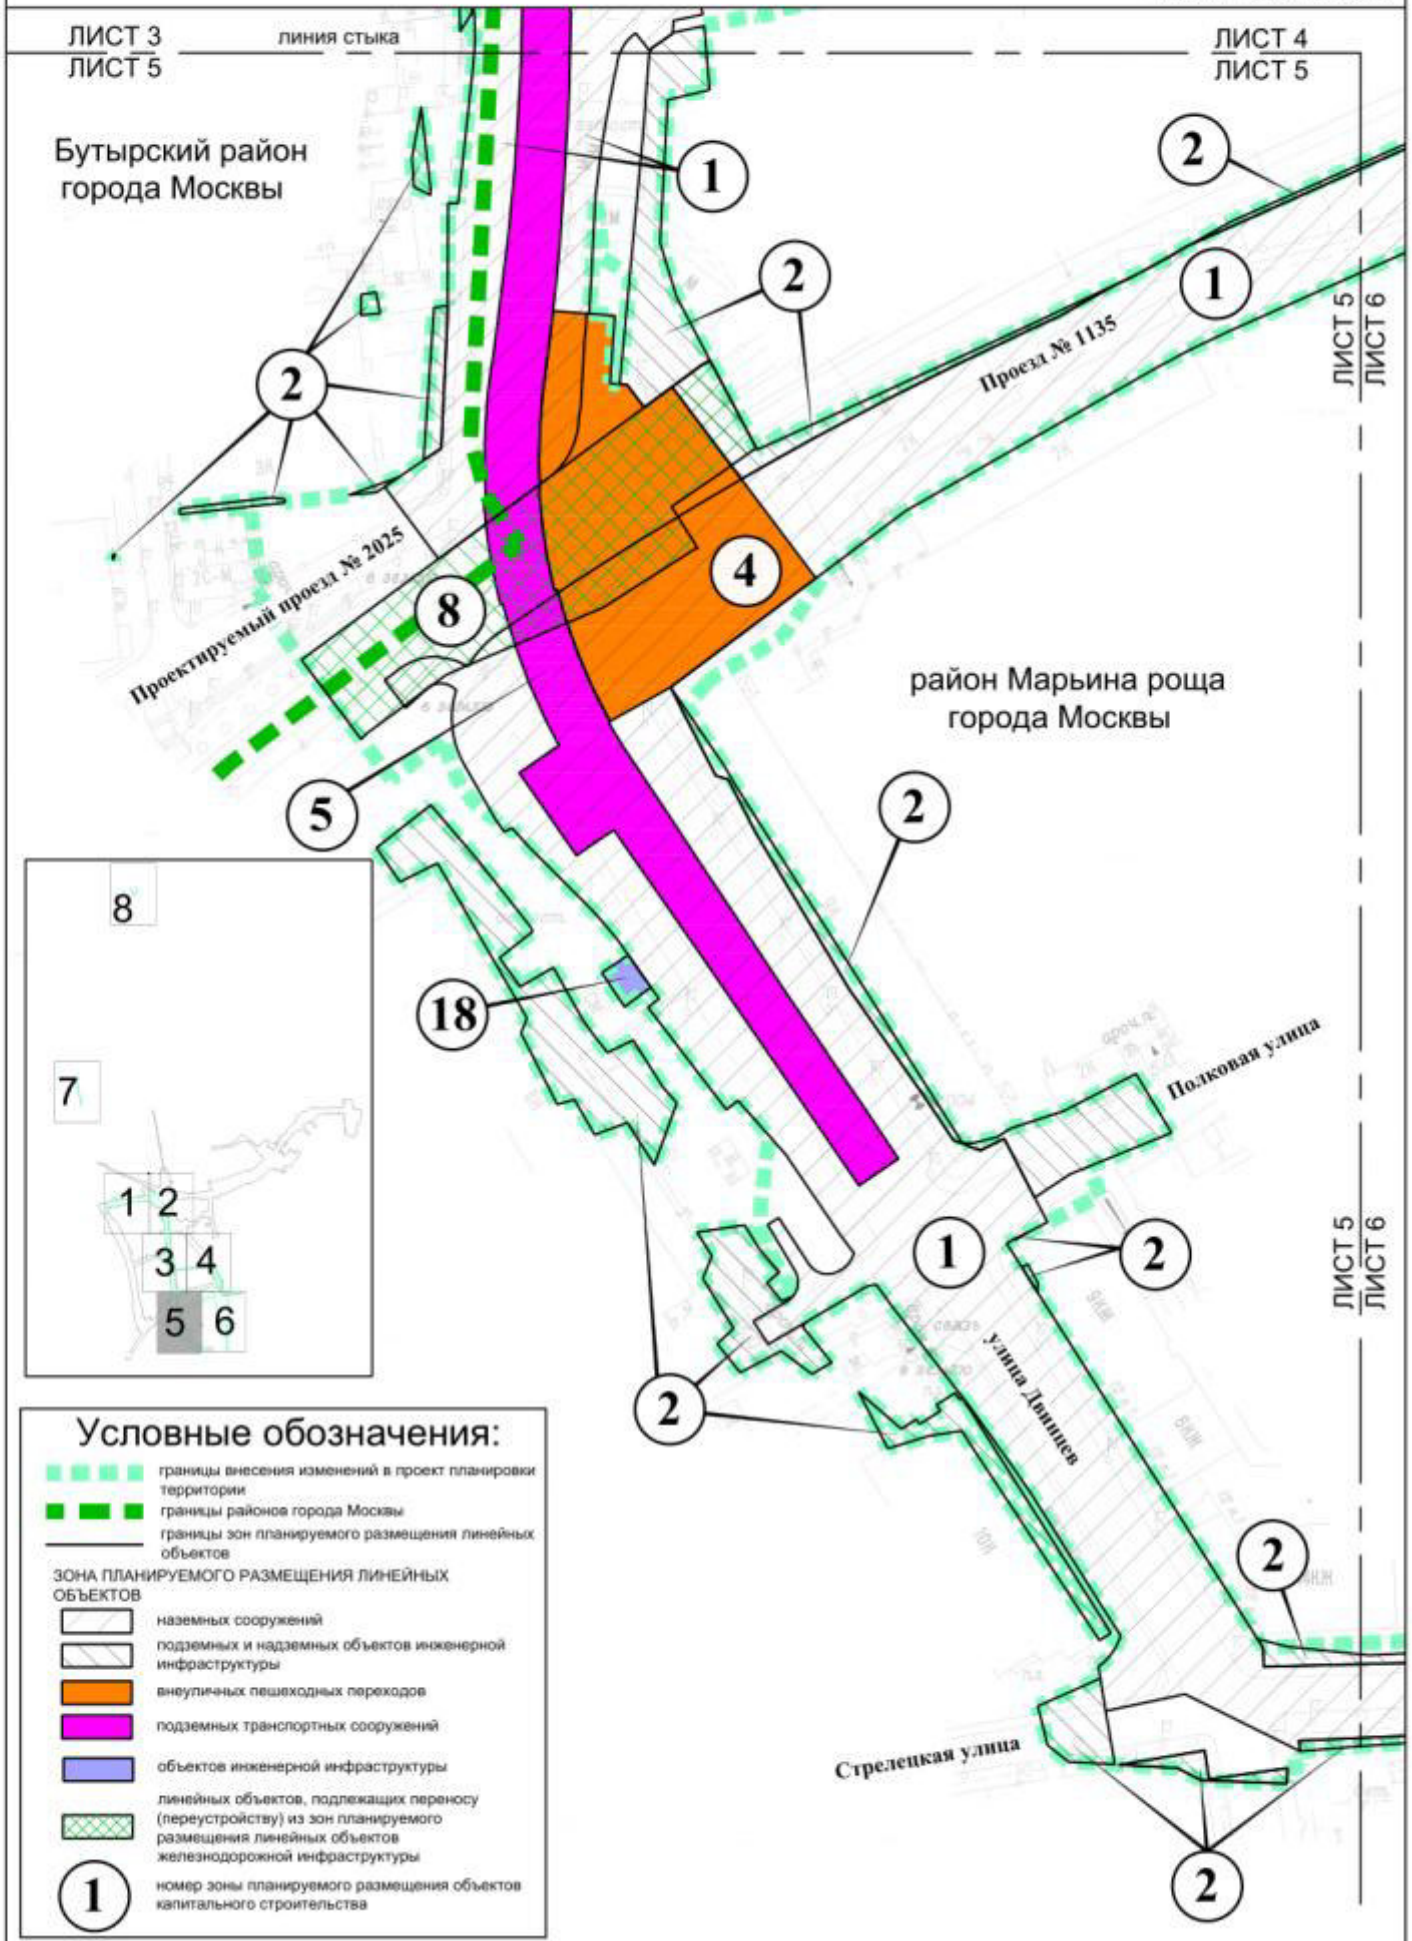 ЛИСТ 3
ЛИСТ 5
линия стыка
ЛИСТ 4
ЛИСТ 5
Бутырский район
города Москвы
1
2
2
1
Проезд № 1135
ЛИСТ 5
ЛИСТ 6
2
Проектируемый проезд № 2025
8
4
район Марьина роща
города Москвы
5
2
18
Полковая улица
1
2
ЛИСТ 5
ЛИСТ 6
улица Двинцев
2
2
Стрелецкая улица
2
8
7
1
2
3
4
5
6
Условные обозначения:
границы внесения изменений в проект планировки
территории
границы районов города Москвы
границы зон планируемого размещения линейных
объектов
ЗОНА ПЛАНИРУЕМОГО РАЗМЕЩЕНИЯ ЛИНЕЙНЫХ
ОБЪЕКТОВ
наземных сооружений
подземных и надземных объектов инженерной
инфраструктуры
внеуличных пешеходных переходов
подземных транспортных сооружений
объектов инженерной инфраструктуры
линейных объектов, подлежащих переносу
(переустройству) из зон планируемого
размещения линейных объектов
железнодорожной инфраструктуры
1
номер зоны планируемого размещения объектов
капитального строительства